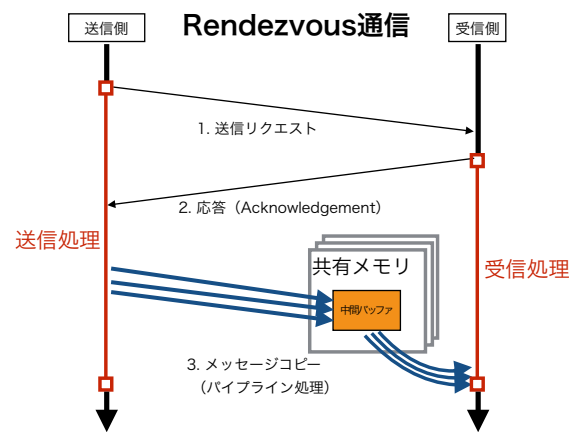 送信側
Rendezvous通信
受信側
1. 送信リクエスト
2. 応答（Acknowledgement）
送信処理
共有メモリ
受信処理
中間バッファ
3. メッセージコピー
（パイプライン処理）